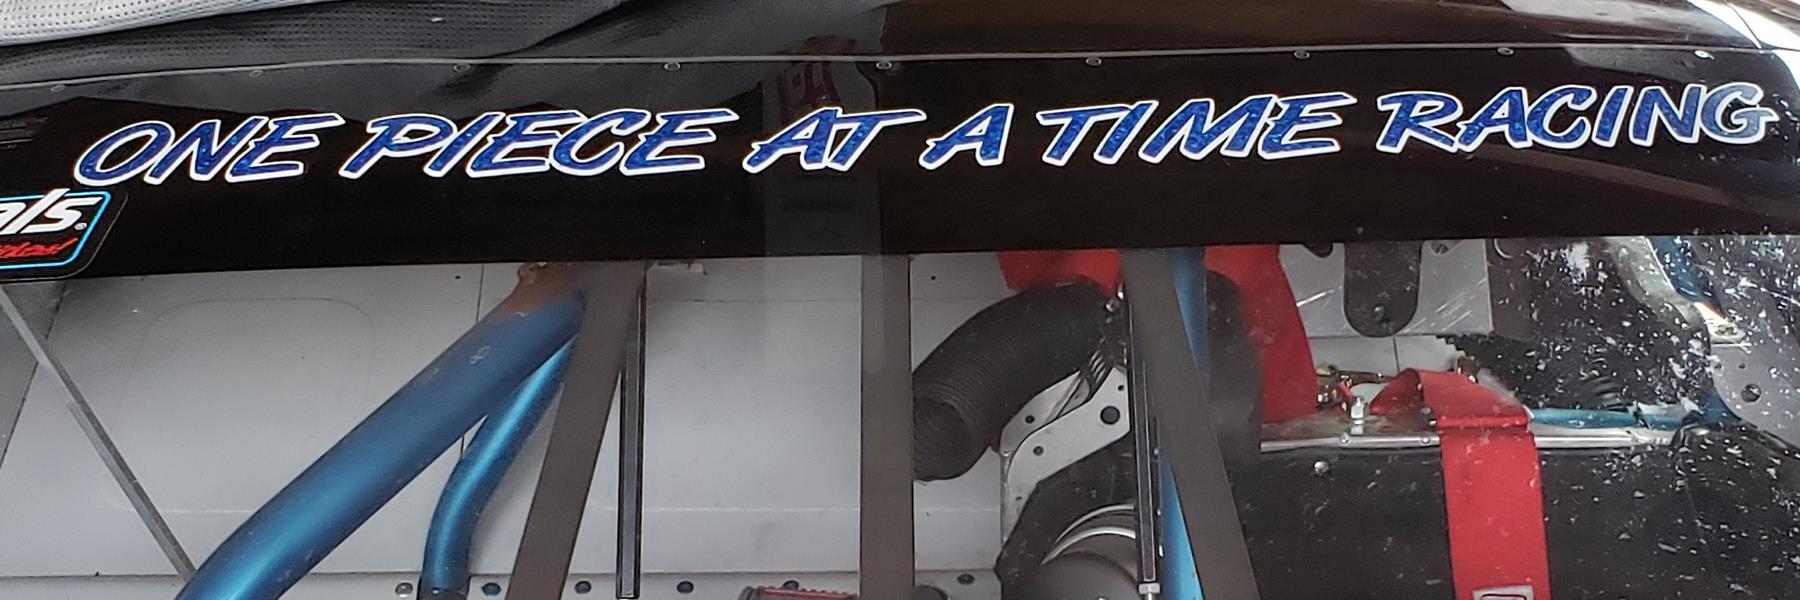 ONE PIECE AT A TIME RACING